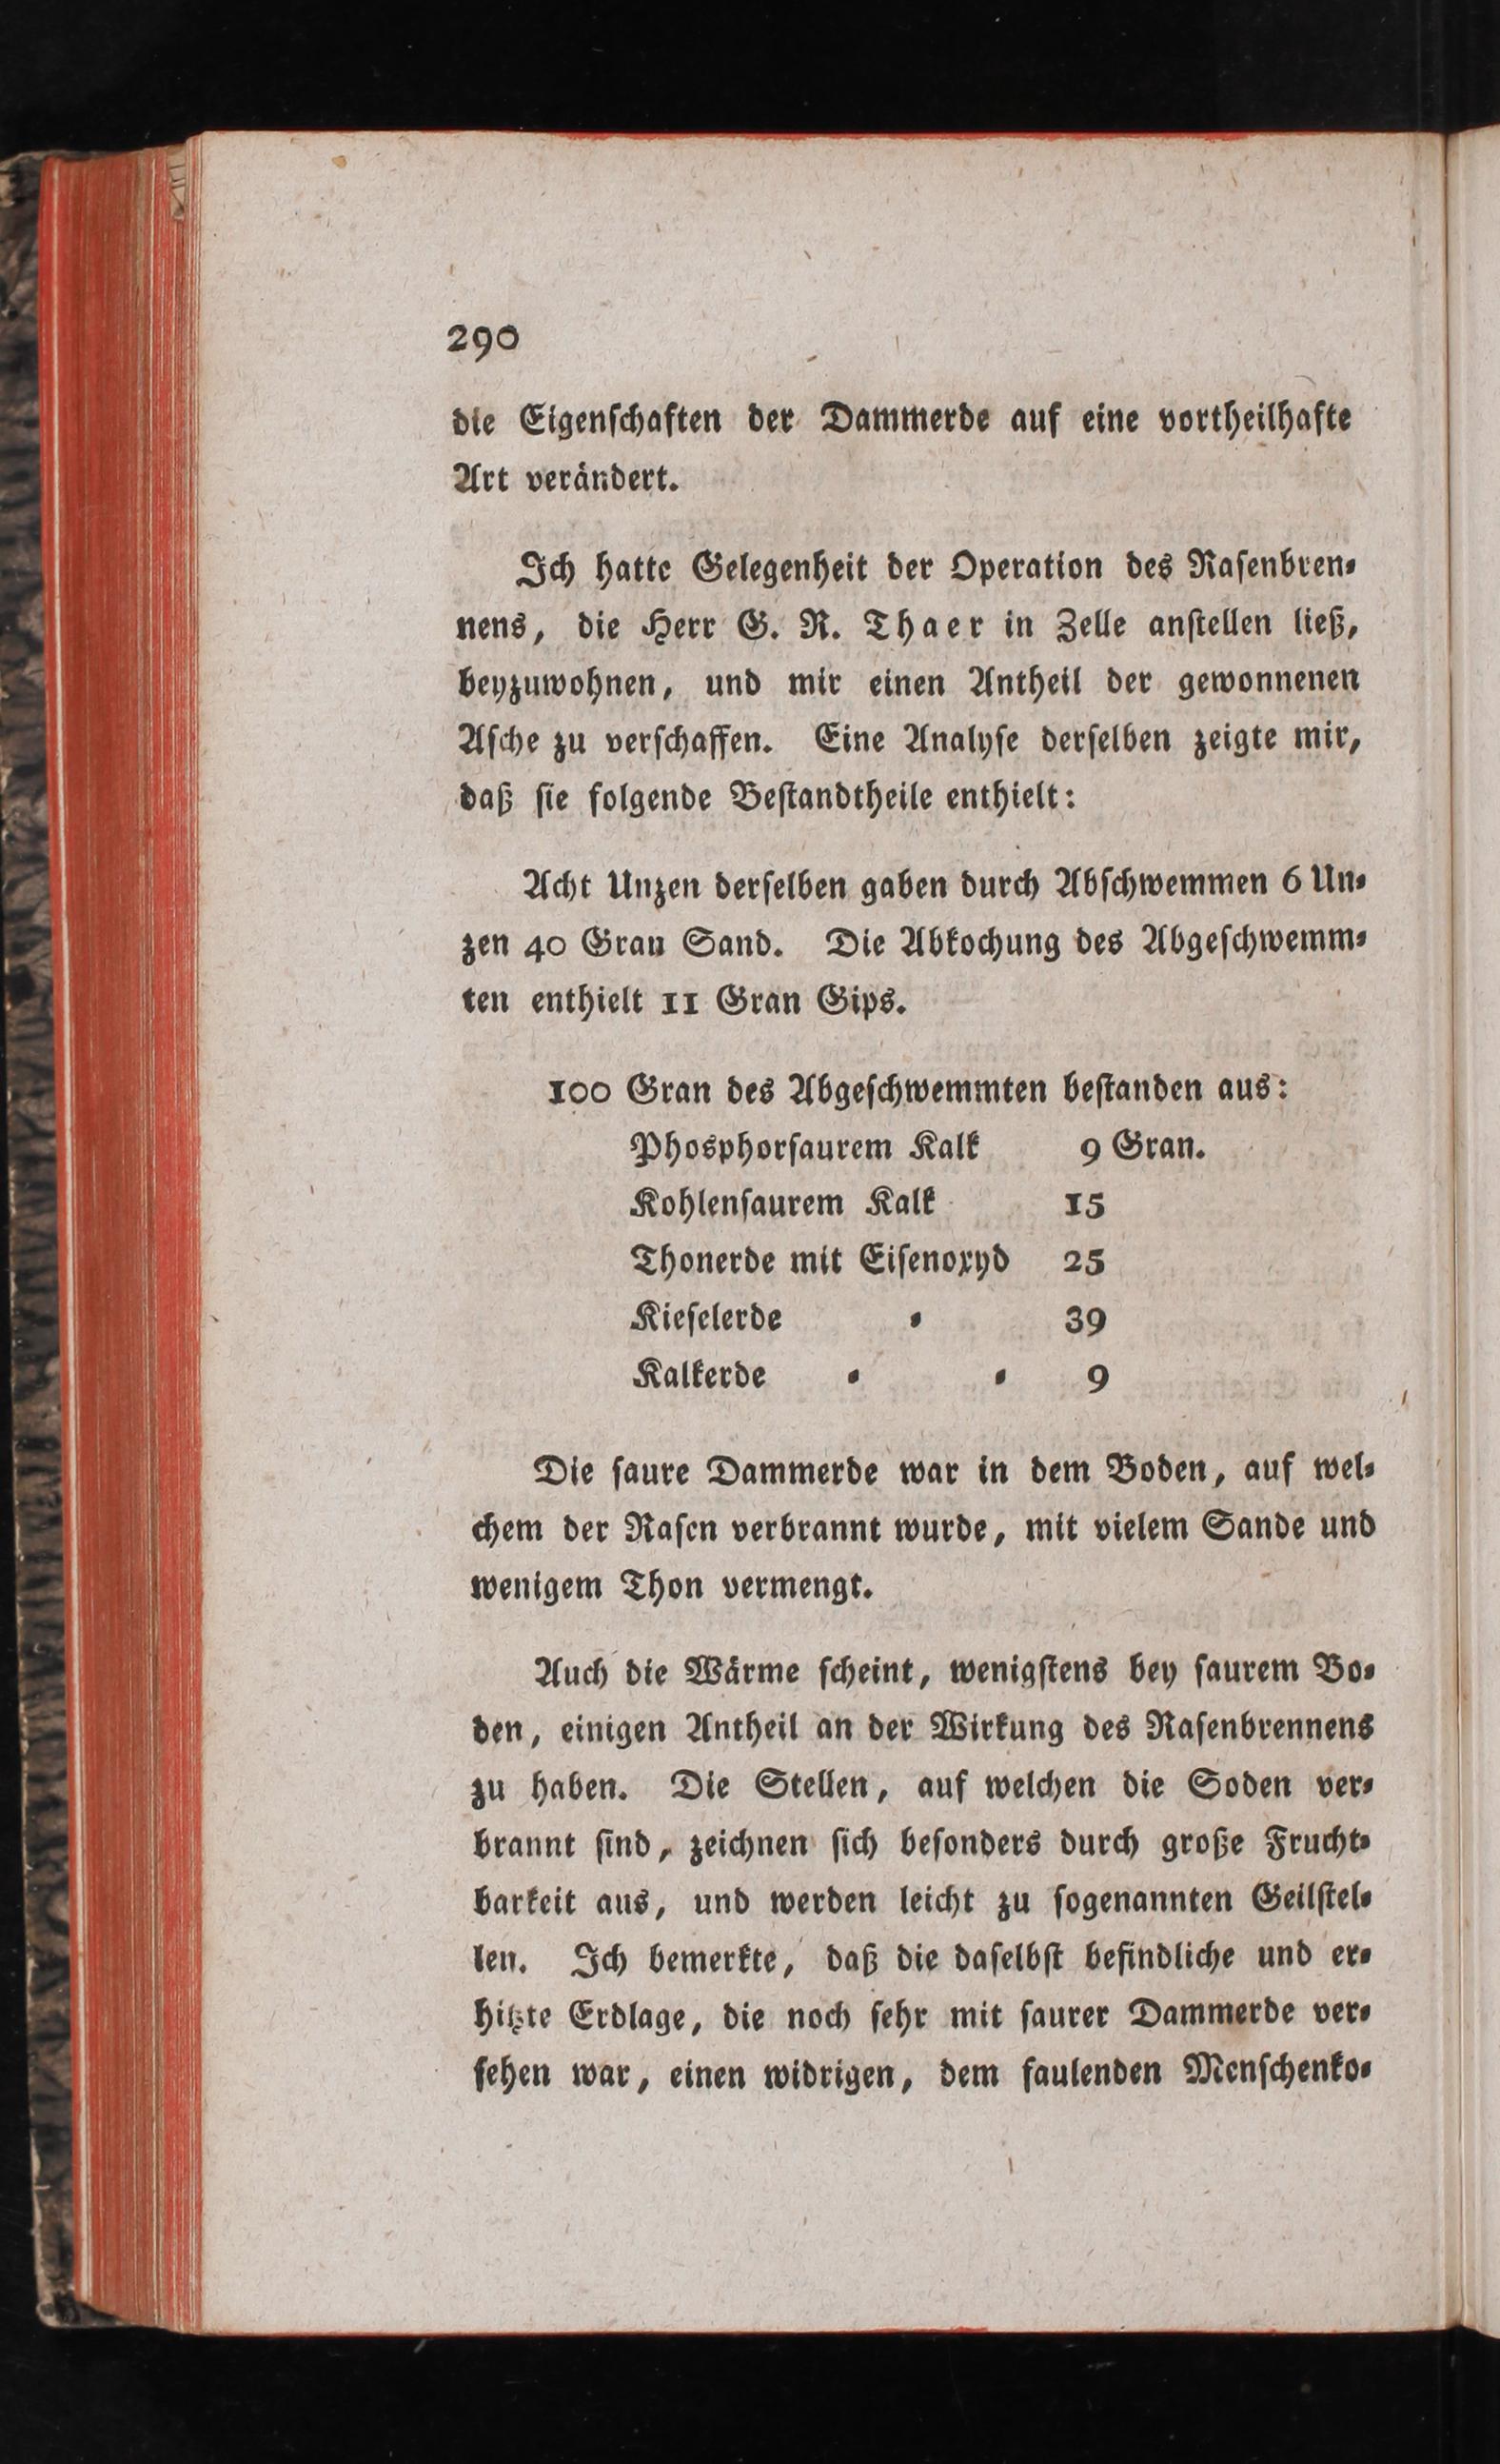 290
die Eigenſchaften der Dammerde auf eine vortheilhafte
Art verändert.
Ich hatte Gelegenheit der Operation des Raſenbren⸗
nens, die Herr G. R. Thaer in Zelle anſtellen ließ,
beyzuwohnen, und mir einen Antheil der gewonnenen
Aſche zu verſchaffen. Eine Analyſe derſelben zeigte mir,
daß ſie folgende Beſtandtheile enthielt:
Acht Unzen derſelben gaben durch Abſchwemmen 6 Un⸗
zen 40 Gran Sand. Die Abkochung des Abgeſchwemm⸗
ten enthielt 11 Gran Gips.
100 Gran des Abgeſchwemmten beſtanden aus:
Phosphorſaurem Kalk 9 Gran.
Kohlenſaurem Kalk 15
Thonerde mit Eiſenoxyd 25
Kieſelerde ⸗ 39
Kalkerde ⸗ ⸗ 9
Die ſaure Dammerde war in dem Boden, auf wel⸗
chem der Raſen verbrannt wurde, mit vielem Sande und
wenigem Thon vermengt.
Auch die Wärme ſcheint, wenigſtens bey ſaurem Bo⸗
den, einigen Antheil an der Wirkung des Raſenbrennens
zu haben. Die Stellen, auf welchen die Soden ver⸗
brannt ſind, zeichnen ſich beſonders durch große Frucht⸗
barkeit aus, und werden leicht zu ſogenannten Geilſtel⸗
len. Ich bemerkte, daß die daſelbſt befindliche und er⸗
hitzte Erdlage, die noch ſehr mit ſaurer Dammerde ver⸗
ſehen war, einen widrigen, dem faulenden Menſchenko⸗